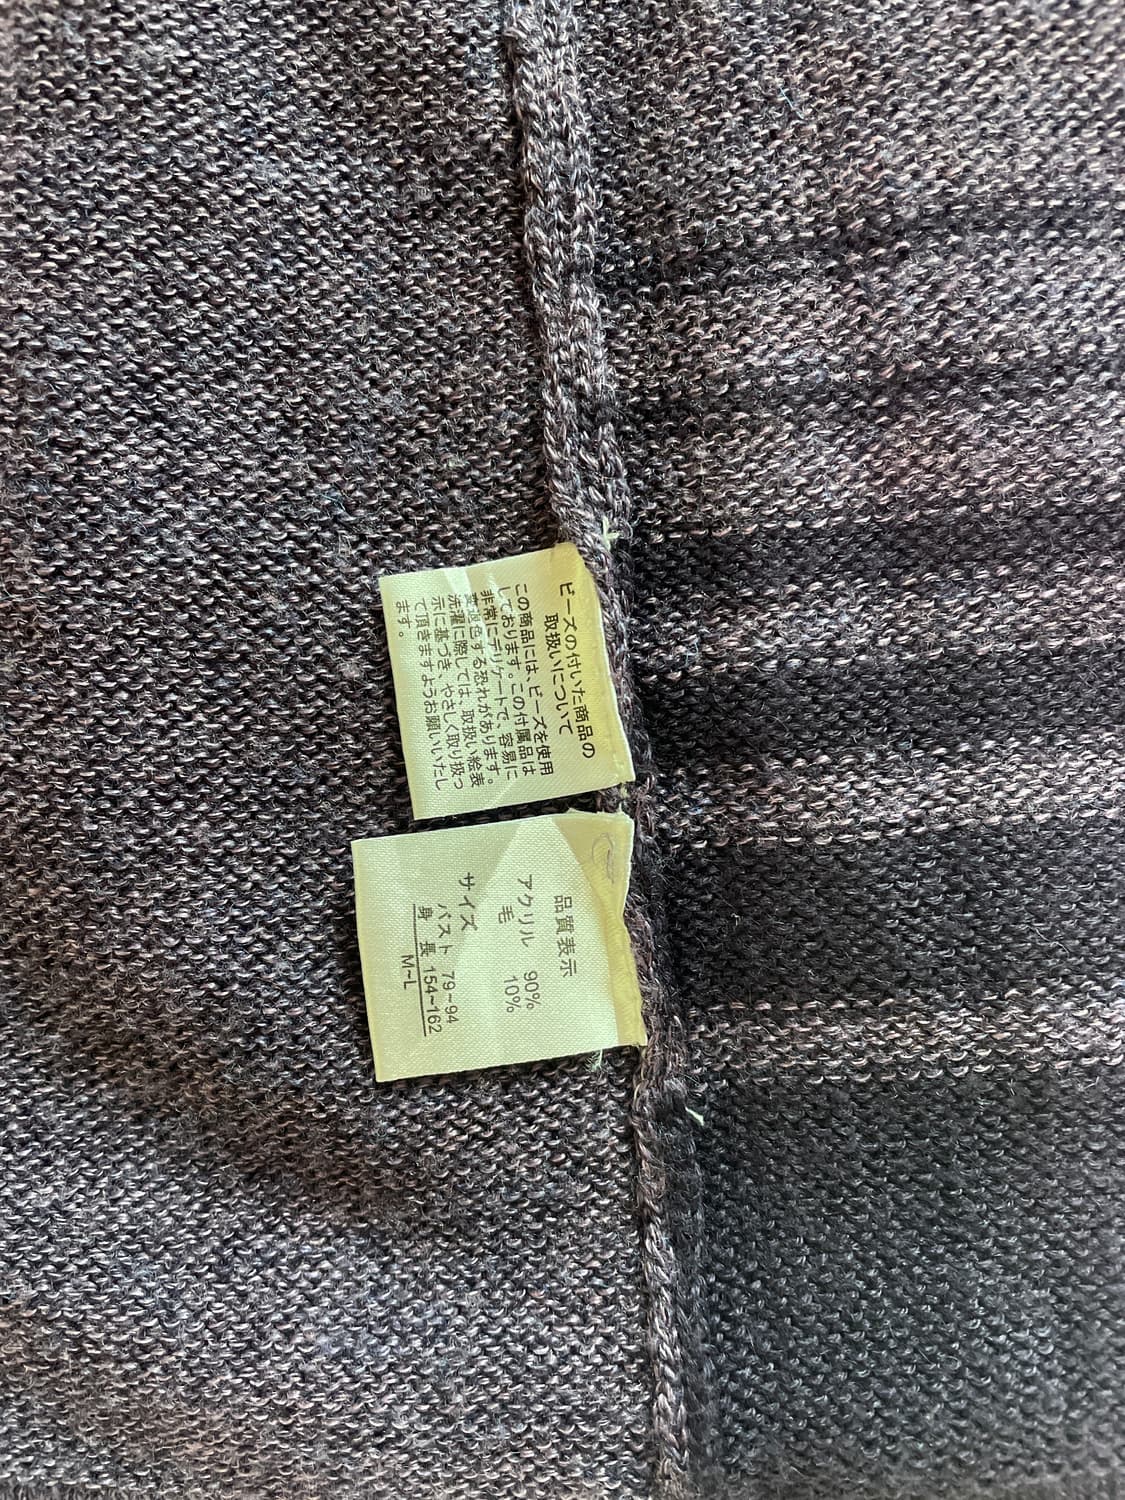 ビーズの付いた商品の
取扱いについて
この商品には、ビーズを使用
しております。この付属品は
非常にデリケートで、容易に
変褪色する恐れがあります。
洗濯に際しては、取扱い絵表
示に基づき、やさしく取り扱っ
て頂きますようお願いいたし
ます。
品質表示
アクリル 90%
毛 10%
サイズ
バスト 79~94
身長 154~162
M~L